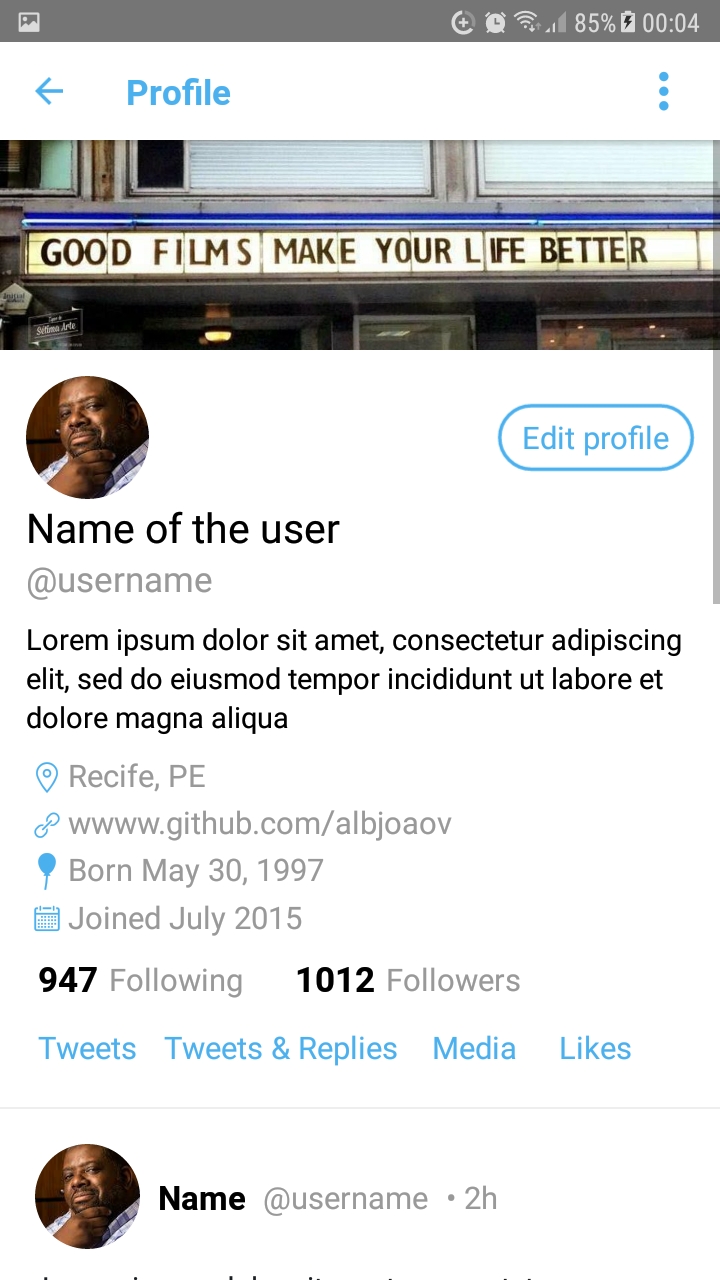 85% 00:04
Profile
GOOD FILMS MAKE YOUR LIFE BETTER
Sétima Arte
Edit profile
Name of the user
@username
Lorem ipsum dolor sit amet, consectetur adipiscing
elit, sed do eiusmod tempor incididunt ut labore et
dolore magna aliqua
Recife, PE
wwww.github.com/albjoaov
Born May 30, 1997
Joined July 2015
947 Following 1012 Followers
Tweets Tweets & Replies Media Likes
Name @username • 2h